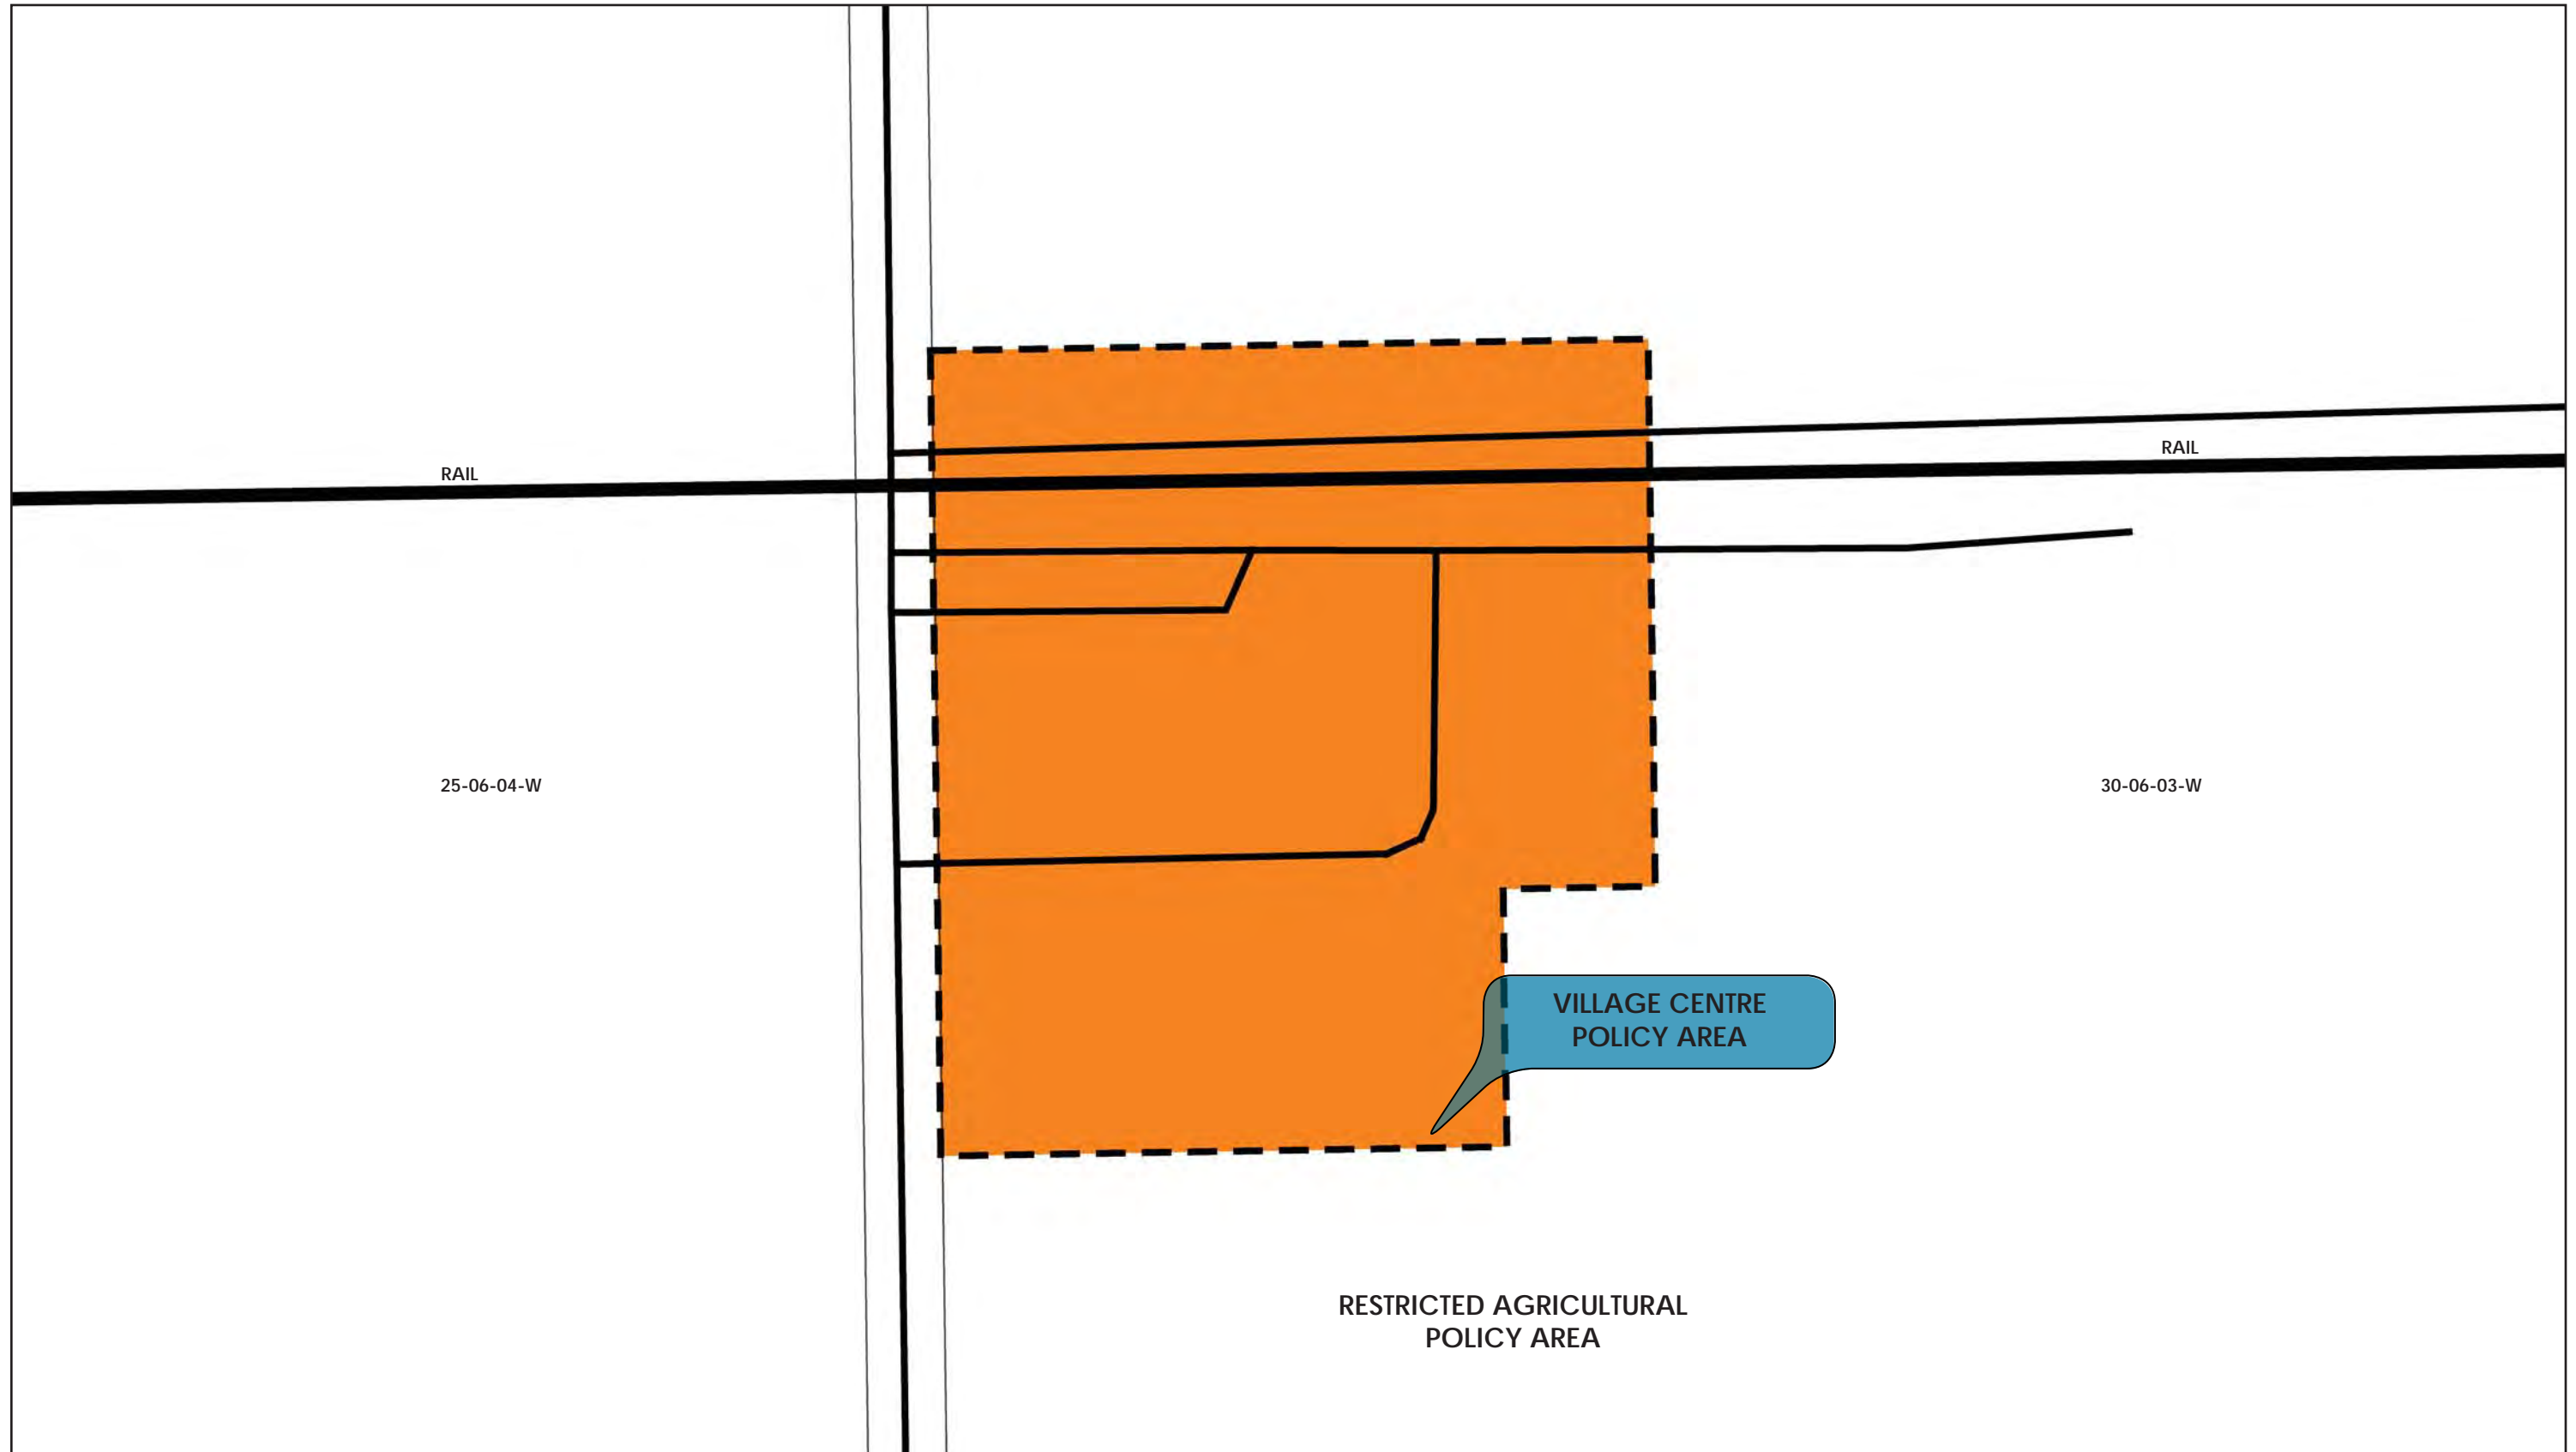 RAIL
RAIL
25-06-04-W
30-06-03-W
VILLAGE CENTRE
POLICY AREA
RESTRICTED AGRICULTURAL
POLICY AREA